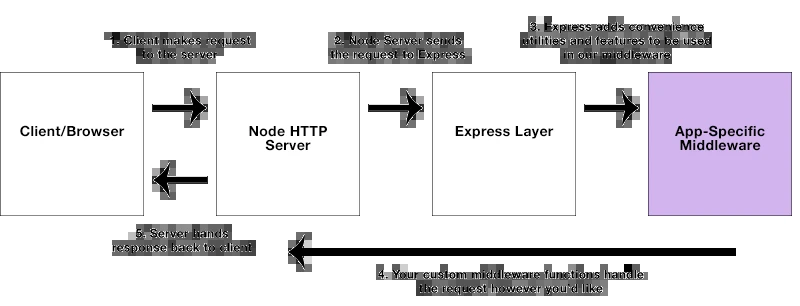 1. Client makes request
to the server
2. Node Server sends
the request to Express
3. Express adds convenience
utilities and features to be used
in our middleware
Client/Browser
Node HTTP
Server
Express Layer
App-Specific
Middleware
5. Server hands
response back to client
4. Your custom middleware functions handle
the request however you'd like